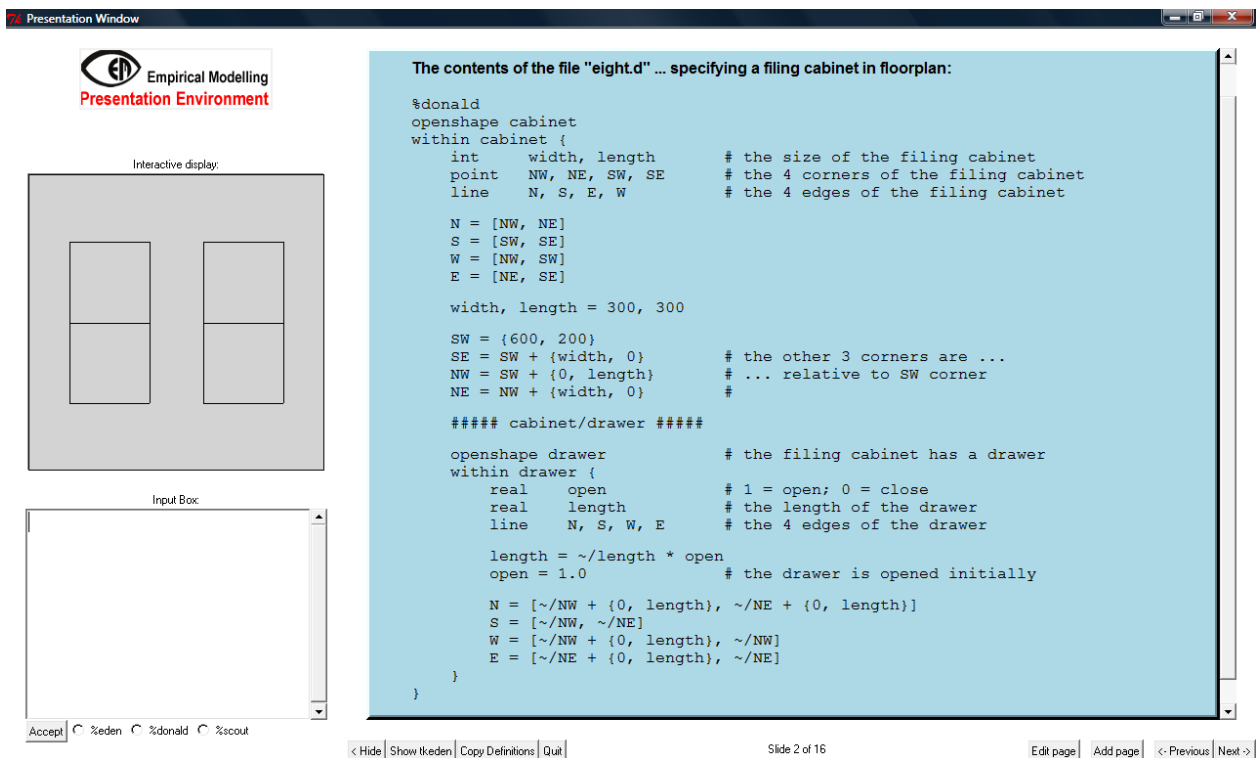 Presentation Window
Empirical Modelling
Presentation Environment
Interactive display:
Input Box:
Accept %eden %donald %scout
The contents of the file "eight.d" ... specifying a filing cabinet in floorplan:
%donald
openshape cabinet
within cabinet {
int width, length # the size of the filing cabinet
point NW, NE, SW, SE # the 4 corners of the filing cabinet
line N, S, E, W # the 4 edges of the filing cabinet
N = [NW, NE]
S = [SW, SE]
W = [NW, SW]
E = [NE, SE]
width, length = 300, 300
SW = {600, 200}
SE = SW + {width, 0} # the other 3 corners are ...
NW = SW + {0, length} # ... relative to SW corner
NE = NW + {width, 0} #
##### cabinet/drawer #####
openshape drawer # the filing cabinet has a drawer
within drawer {
real open # 1 = open; 0 = close
real length # the length of the drawer
line N, S, W, E # the 4 edges of the drawer
length = ~/length * open
open = 1.0 # the drawer is opened initially
N = [~/NW + {0, length}, ~/NE + {0, length}]
S = [~/NW, ~/NE]
W = [~/NW + {0, length}, ~/NW]
E = [~/NE + {0, length}, ~/NE]
}
}
< Hide Show tkeden Copy Definitions Quit Slide 2 of 16 Edit page Add page <- Previous Next ->